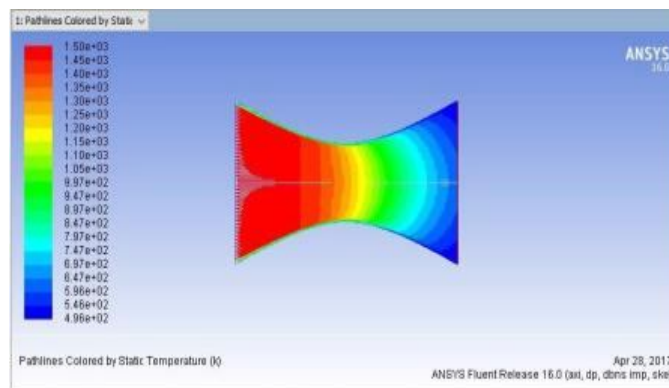 1: Pathlines Colored by Static
ANSYS
16.0
1.50e+03
1.45e+03
1.40e+03
1.35e+03
1.30e+03
1.25e+03
1.20e+03
1.15e+03
1.10e+03
1.05e+03
9.97e+02
9.47e+02
8.97e+02
8.47e+02
7.97e+02
7.47e+02
6.97e+02
6.47e+02
5.96e+02
5.46e+02
4.96e+02
Pathlines Colored by Static Temperature (k)
Apr 28, 2017
ANSYS Fluent Release 16.0 (axi, dp, dbns imp, ske